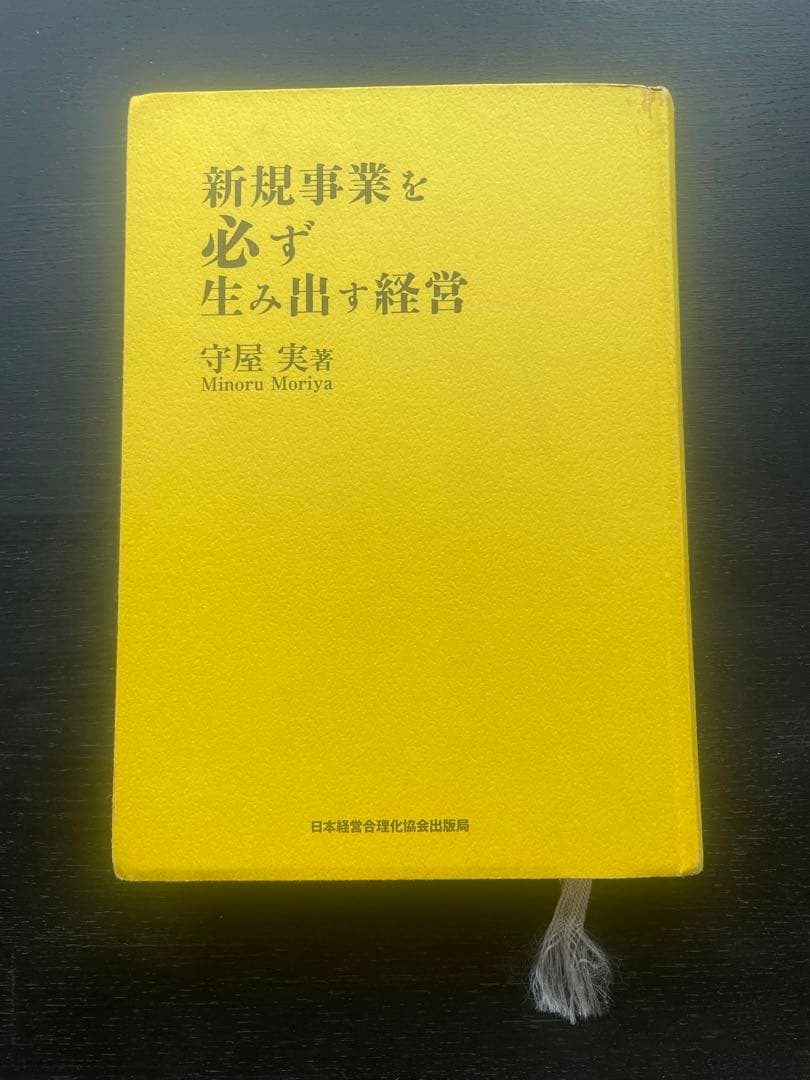 新規事業を
必ず
生み出す経営
守屋 実著
Minoru Moriya
日本経営合理化協会出版局